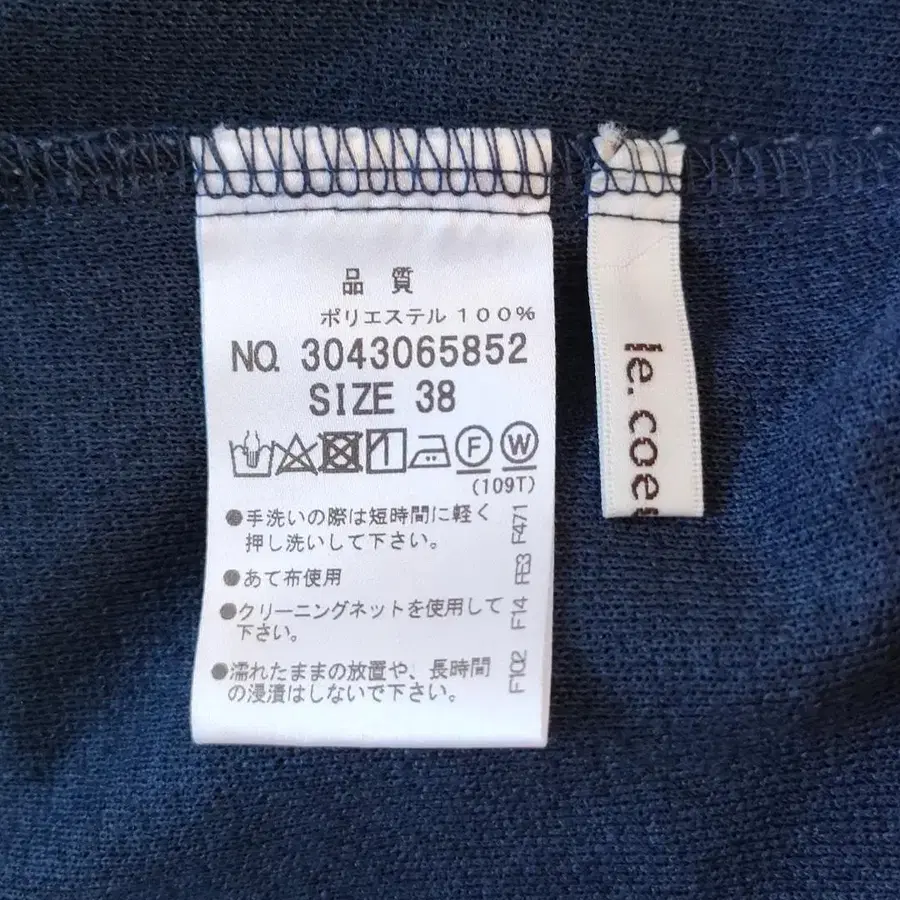 品質
ポリエステル 100%
NO. 3043065852
SIZE 38
F W
(109T)
●手洗いの際は短時間に軽く
押し洗いして下さい。
●あて布使用
●クリーニングネットを使用して
下さい。
●濡れたままの放置や、長時間
の浸漬はしないで下さい。
F102 F14 FE3 F471
le.coe